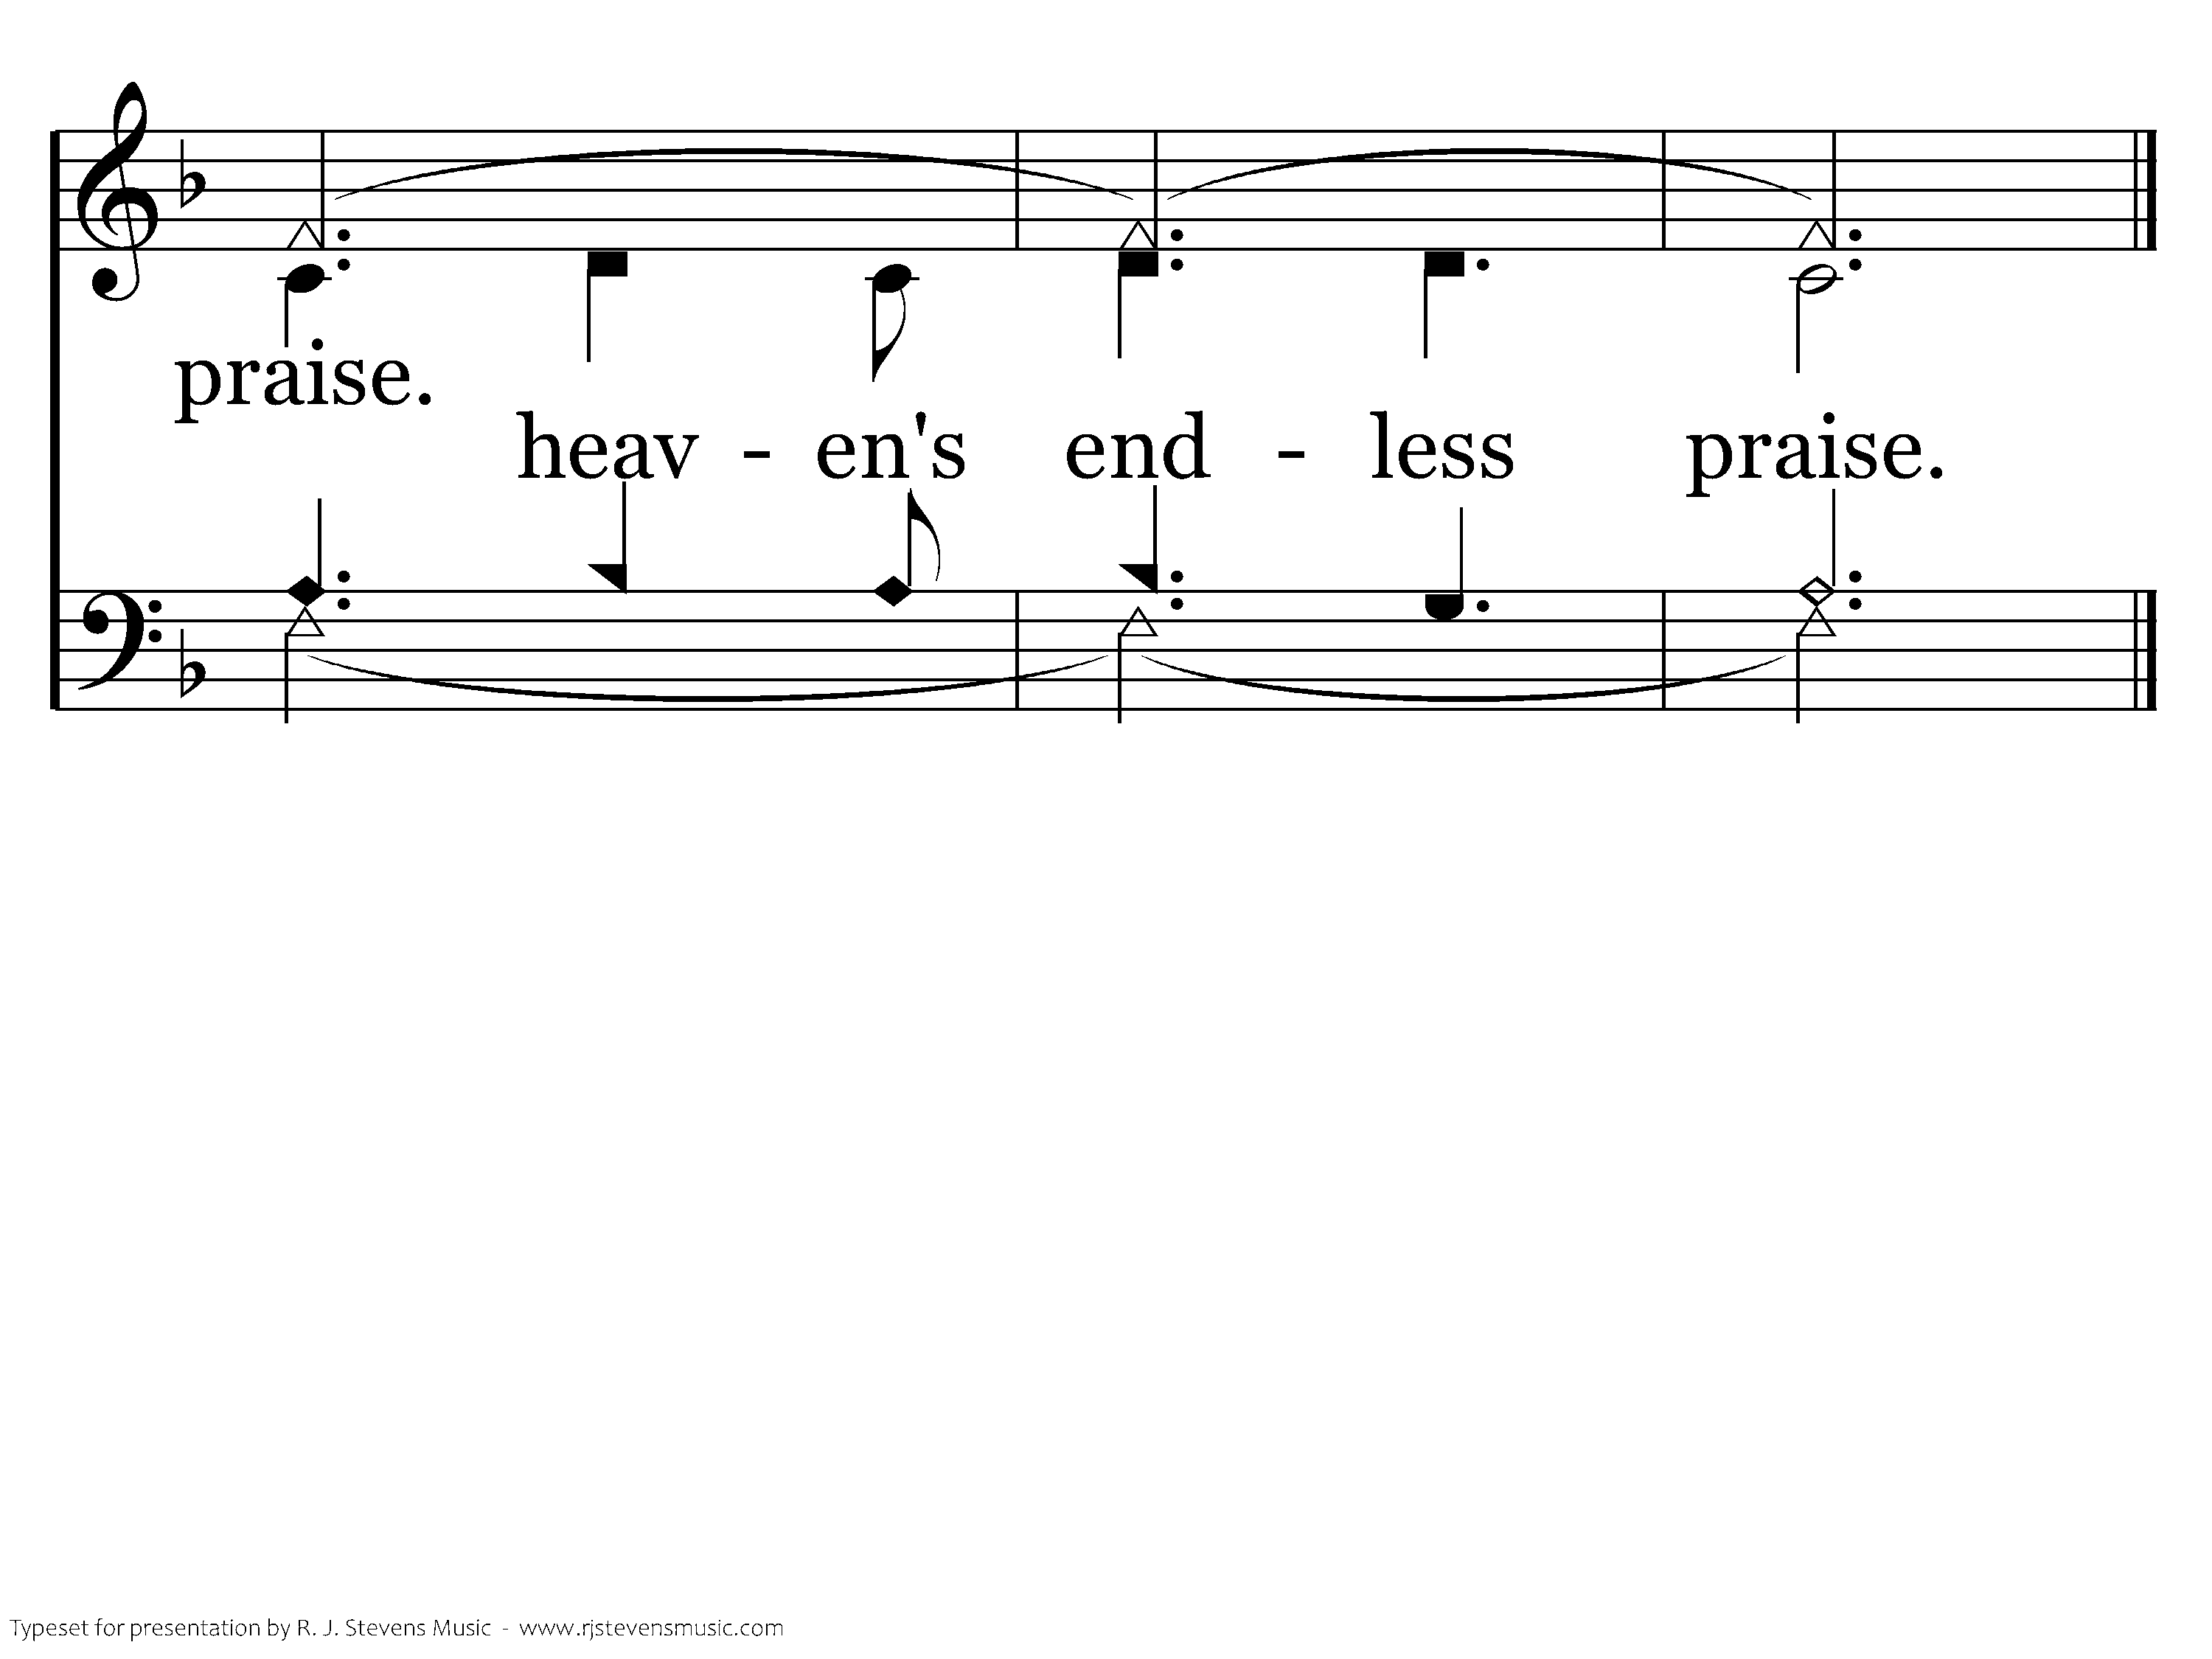 praise.
heav - en's end - less praise.
Typeset for presentation by R. J. Stevens Music - www.rjstevensmusic.com